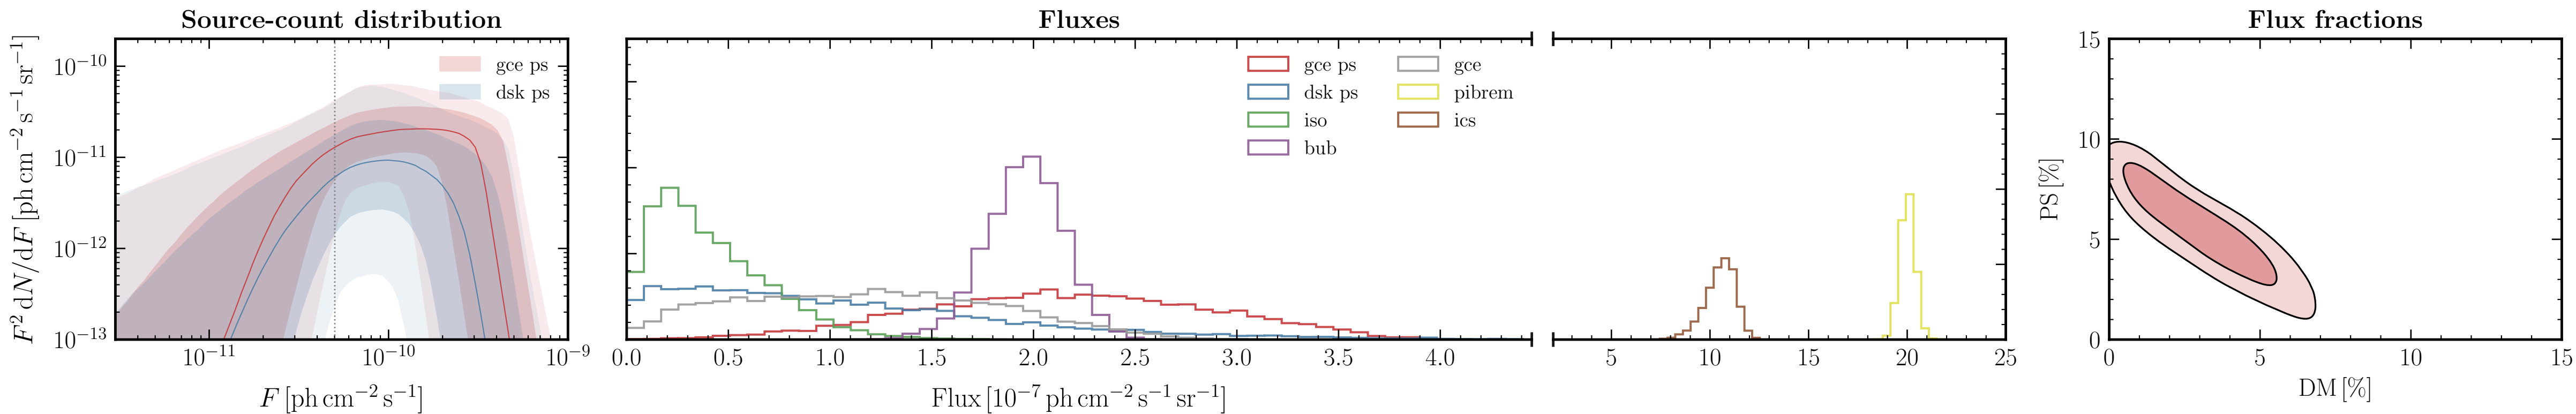 Source-count distribution
F² dN/dF [ph cm⁻² s⁻¹ sr⁻¹]
10⁻¹⁰
10⁻¹¹
10⁻¹²
10⁻¹³
gce ps
dsk ps
10⁻¹¹ 10⁻¹⁰ 10⁻⁹
F [ph cm⁻² s⁻¹]
Fluxes
gce ps gce
dsk ps pibrem
iso ics
bub
0.0 0.5 1.0 1.5 2.0 2.5 3.0 3.5 4.0 5 10 15 20 25
Flux [10⁻⁷ ph cm⁻² s⁻¹ sr⁻¹]
Flux fractions
PS [%]
15
10
5
0
0 5 10 15
DM [%]